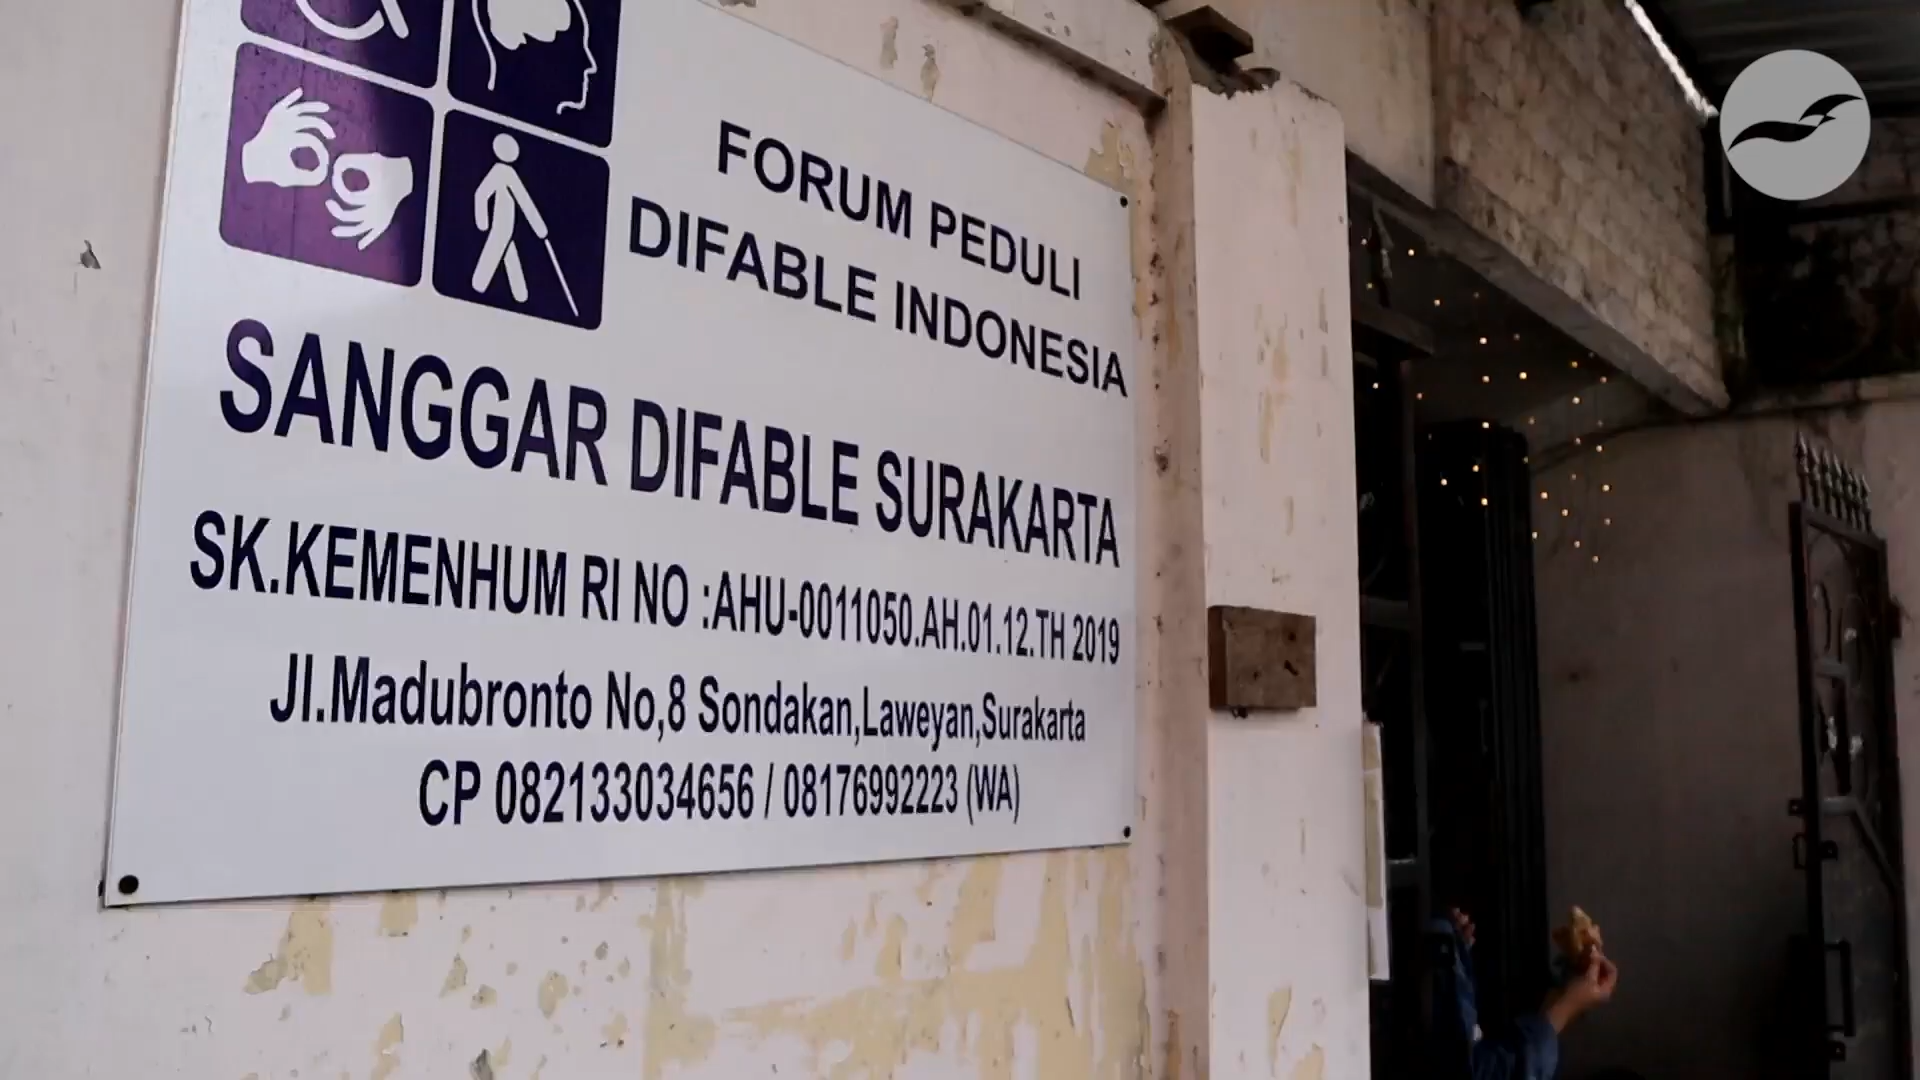 FORUM PEDULI
DIFABLE INDONESIA
SANGGAR DIFABLE SURAKARTA
SK.KEMENHUM RI NO :AHU-0011050.AH.01.12.TH 2019
Jl.Madubronto No,8 Sondakan,Laweyan,Surakarta
CP 082133034656 / 08176992223 (WA)